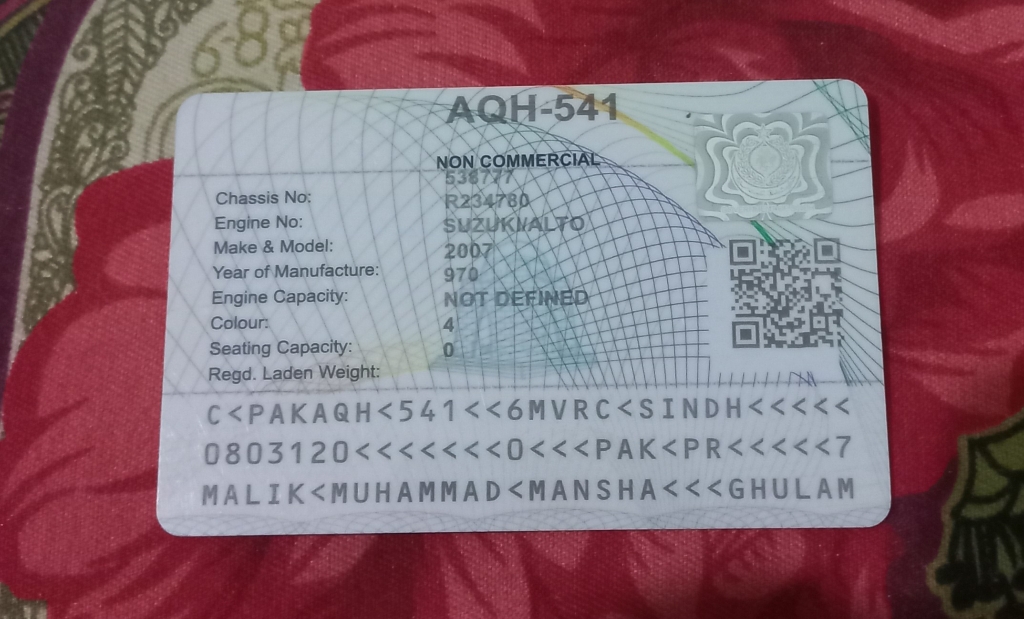 AQH-541
NON COMMERCIAL
538777
Chassis No: R234780
Engine No: SUZUKI/ALTO
Make & Model: 2007
Year of Manufacture: 970
Engine Capacity: NOT DEFINED
Colour: 4
Seating Capacity: 0
Regd. Laden Weight:
C<PAKAQH<541<<6MVRC<SINDH<<<<<
0803120<<<<<<<0<<<PAK<PR<<<<<7
MALIK<MUHAMMAD<MANSHA<<<GHULAM